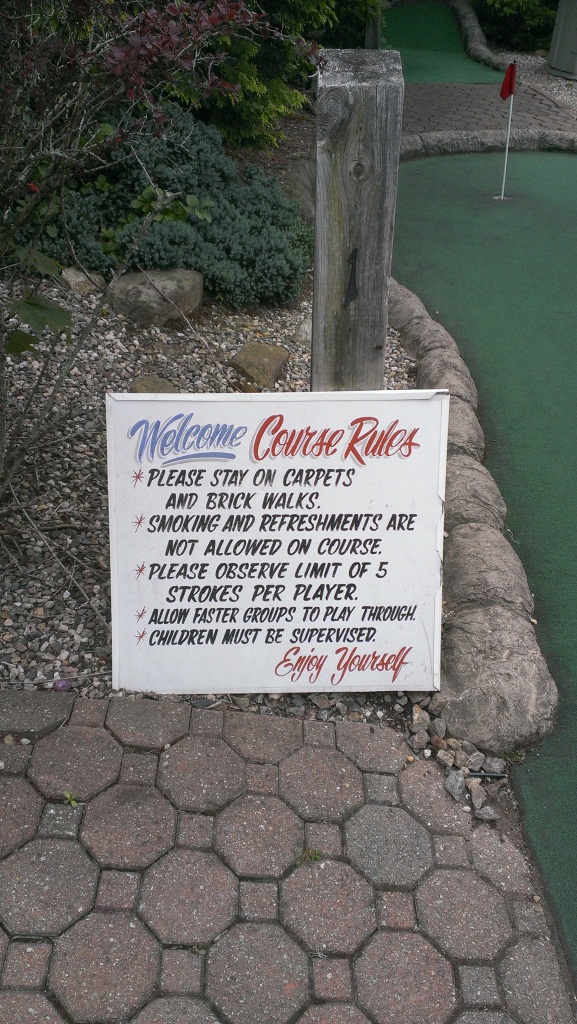 Welcome Course Rules
* PLEASE STAY ON CARPETS
AND BRICK WALKS.
* SMOKING AND REFRESHMENTS ARE
NOT ALLOWED ON COURSE.
* PLEASE OBSERVE LIMIT OF 5
STROKES PER PLAYER.
* ALLOW FASTER GROUPS TO PLAY THROUGH.
* CHILDREN MUST BE SUPERVISED.
Enjoy Yourself